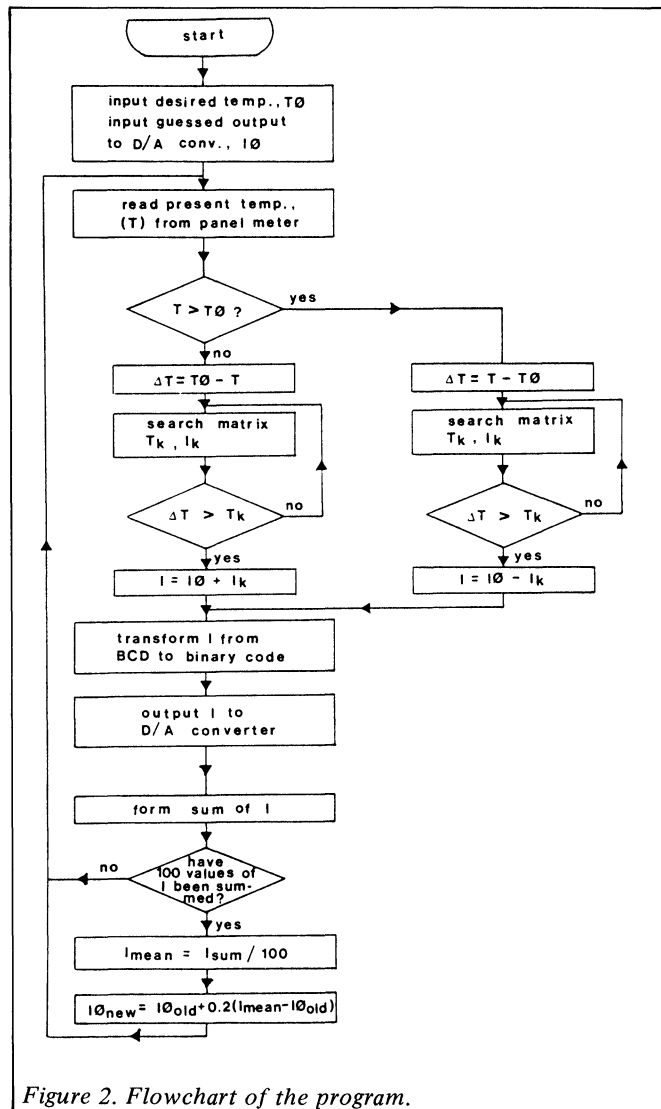 start
input desired temp., TØ
input guessed output
to D/A conv., IØ
read present temp.,
(T) from panel meter
T > TØ ?
yes
no
ΔT = TØ - T
search matrix
Tk , Ik
ΔT > Tk
no
yes
I = IØ + Ik
ΔT = T - TØ
search matrix
Tk , Ik
ΔT > Tk
no
yes
I = IØ - Ik
transform I from
BCD to binary code
output I to
D/A converter
form sum of I
have
100 values of
I been sum-
med?
no
yes
Imean = Isum / 100
IØnew = IØold+0.2(Imean-IØold)
Figure 2. Flowchart of the program.